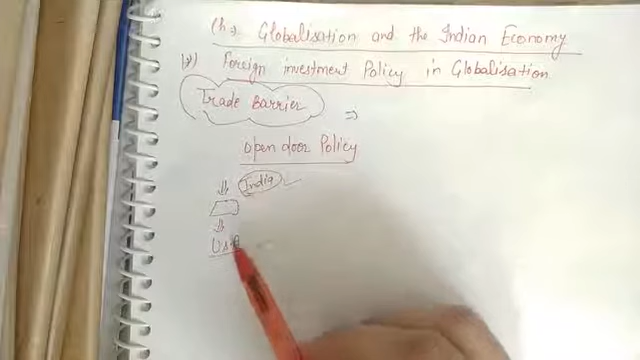 Ch:- Globalisation and the Indian Economy
Foreign investment Policy in Globalisation
Trade Barrier ⇒
open door Policy
India ✓
U.S.A